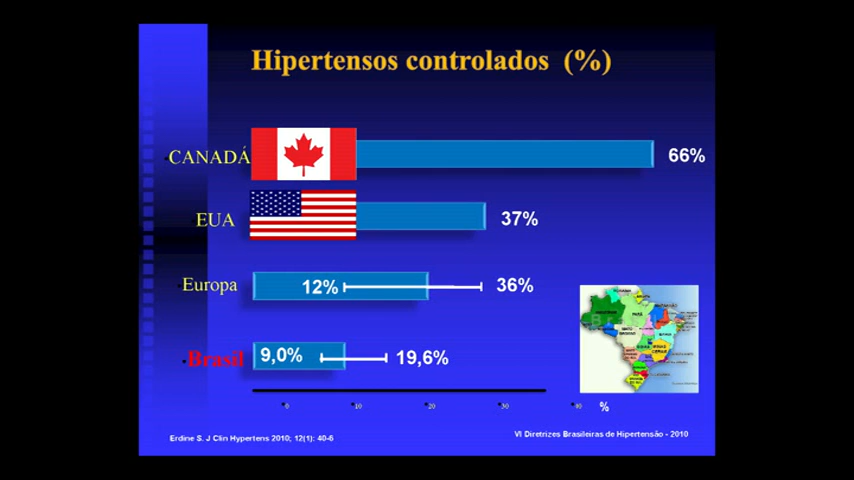 Hipertensos controlados (%)
CANADÁ
66%
EUA
37%
Europa
12%
36%
Brasil
9,0%
19,6%
0 10 20 30 40 %
Erdine S. J Clin Hypertens 2010; 12(1): 40-6
VI Diretrizes Brasileiras de Hipertensão - 2010